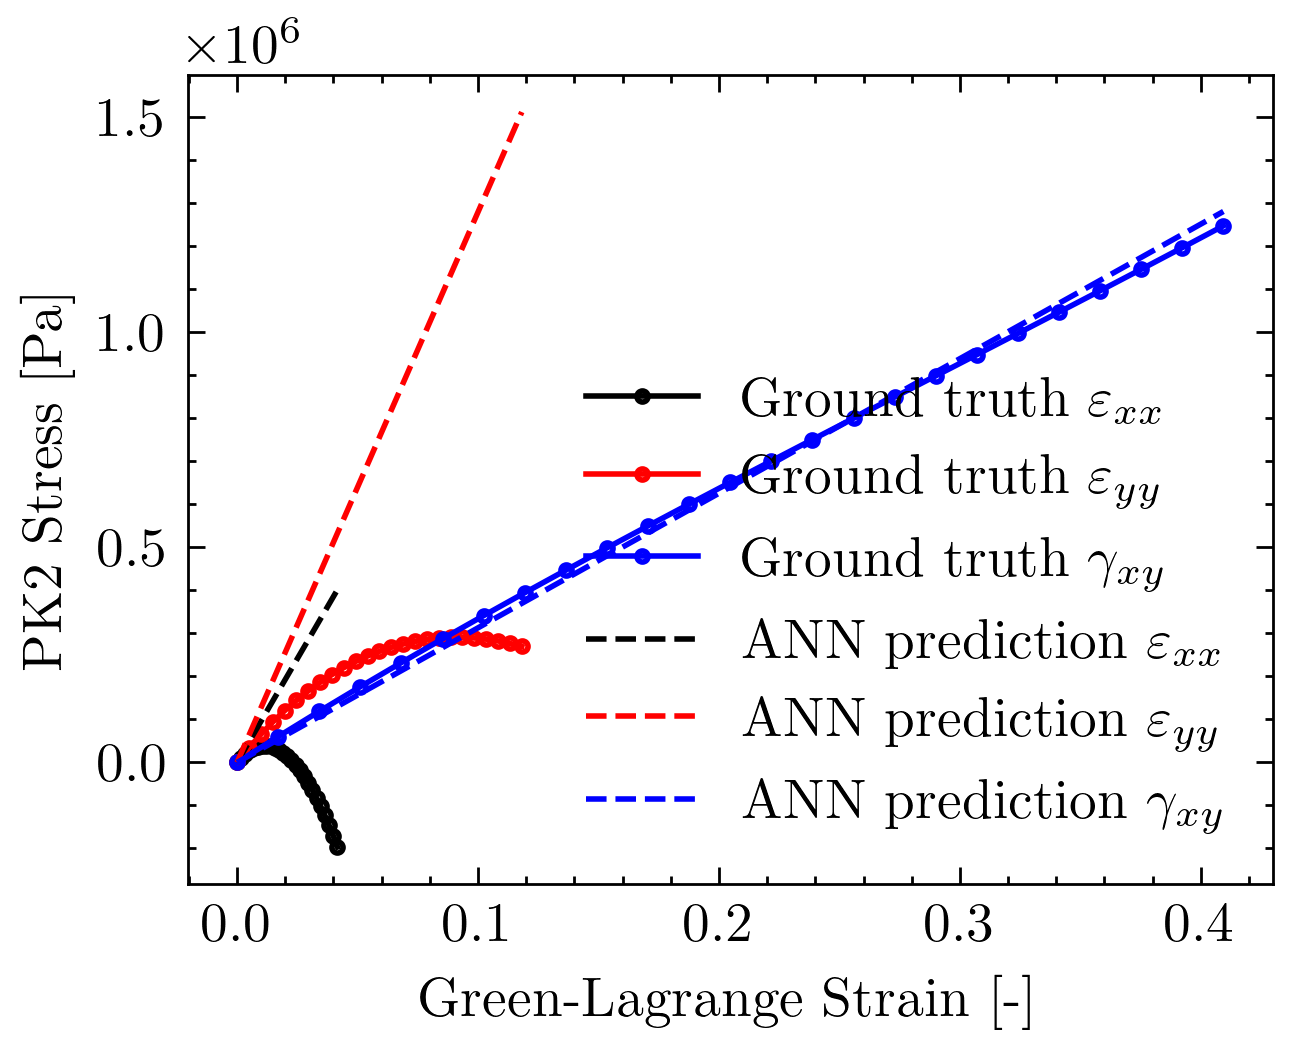 ×10⁶
1.5
1.0
0.5
0.0
PK2 Stress [Pa]
Ground truth εxx
Ground truth εyy
Ground truth γxy
ANN prediction εxx
ANN prediction εyy
ANN prediction γxy
0.0 0.1 0.2 0.3 0.4
Green-Lagrange Strain [-]